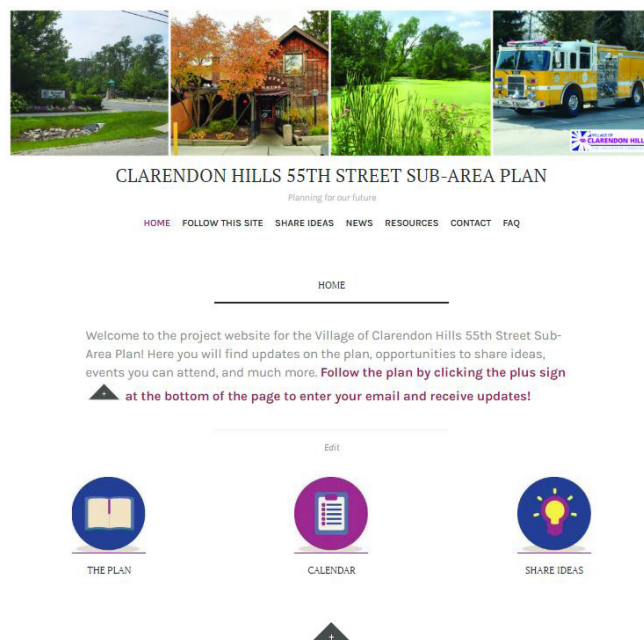 VILLAGE OF
CLARENDON HILLS
CLARENDON HILLS 55TH STREET SUB-AREA PLAN
Planning for our future
HOME FOLLOW THIS SITE SHARE IDEAS NEWS RESOURCES CONTACT FAQ
HOME
Welcome to the project website for the Village of Clarendon Hills 55th Street Sub-
Area Plan! Here you will find updates on the plan, opportunities to share ideas,
events you can attend, and much more. Follow the plan by clicking the plus sign
+ at the bottom of the page to enter your email and receive updates!
Edit
THE PLAN CALENDAR SHARE IDEAS
+